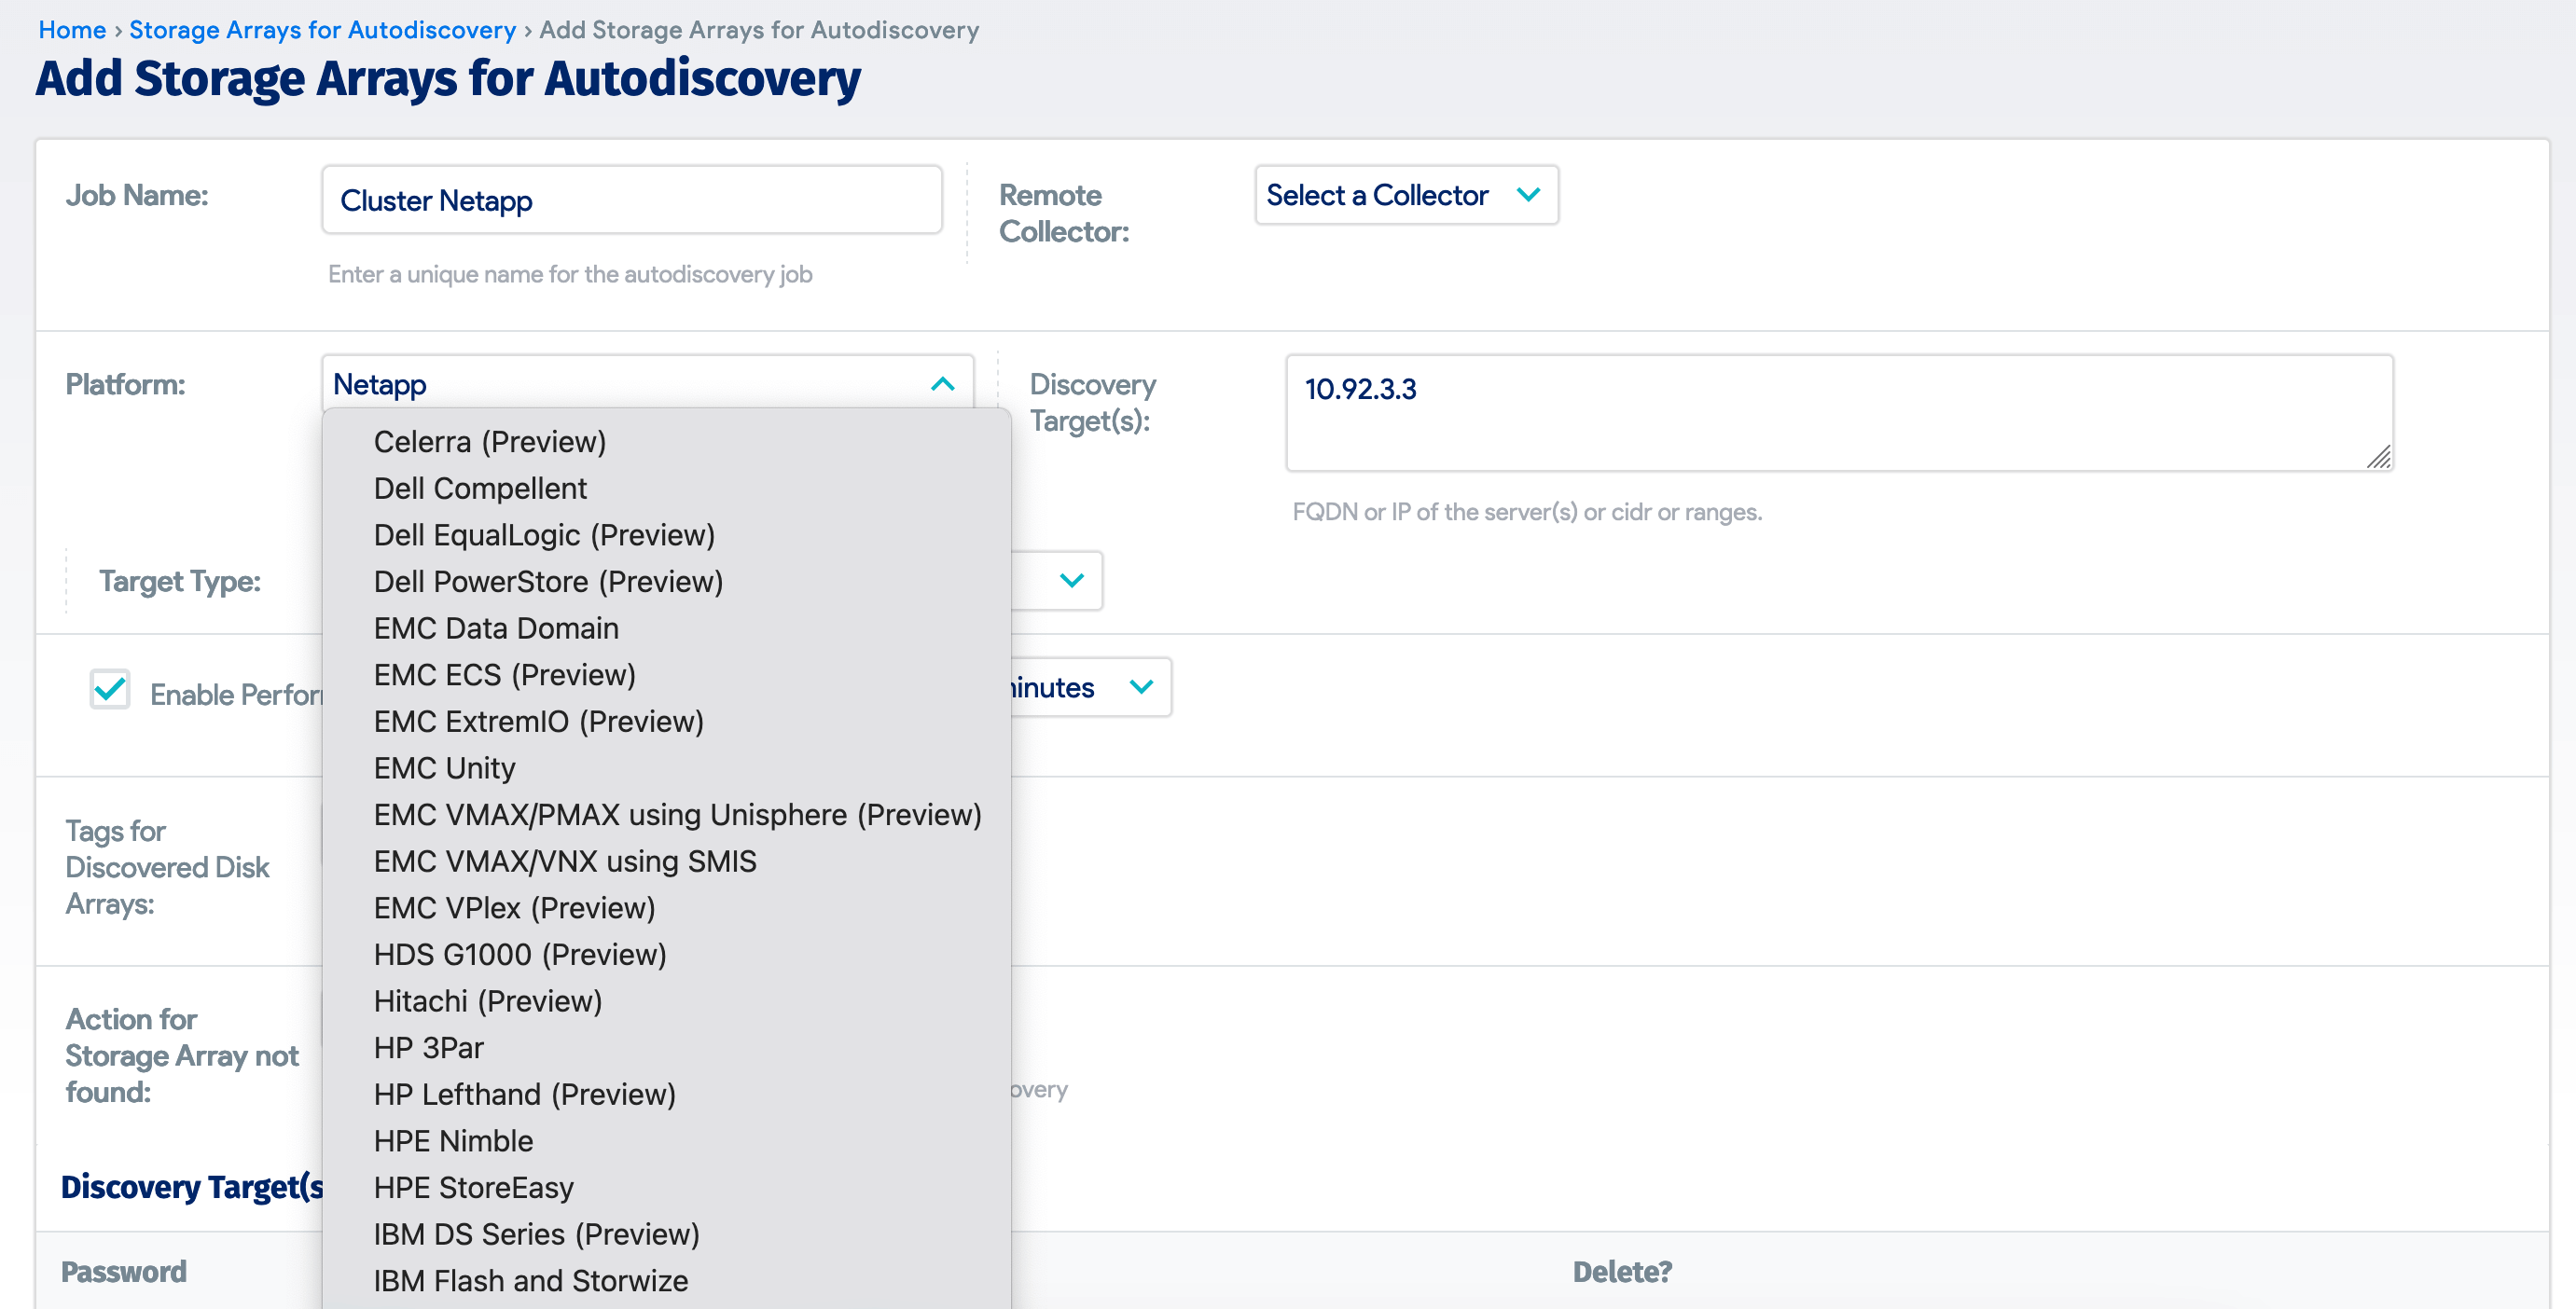 Home › Storage Arrays for Autodiscovery › Add Storage Arrays for Autodiscovery
Add Storage Arrays for Autodiscovery
Job Name:
Cluster Netapp
Enter a unique name for the autodiscovery job
Remote
Collector:
Select a Collector
Platform:
Netapp
Discovery
Target(s):
10.92.3.3
FQDN or IP of the server(s) or cidr or ranges.
Celerra (Preview)
Dell Compellent
Dell EqualLogic (Preview)
Dell PowerStore (Preview)
EMC Data Domain
EMC ECS (Preview)
EMC ExtremIO (Preview)
EMC Unity
EMC VMAX/PMAX using Unisphere (Preview)
EMC VMAX/VNX using SMIS
EMC VPlex (Preview)
HDS G1000 (Preview)
Hitachi (Preview)
HP 3Par
HP Lefthand (Preview)
HPE Nimble
HPE StoreEasy
IBM DS Series (Preview)
IBM Flash and Storwize
Target Type:
Enable Perfor
inutes
Tags for
Discovered Disk
Arrays:
Action for
Storage Array not
found:
overy
Discovery Target(s
Password
Delete?